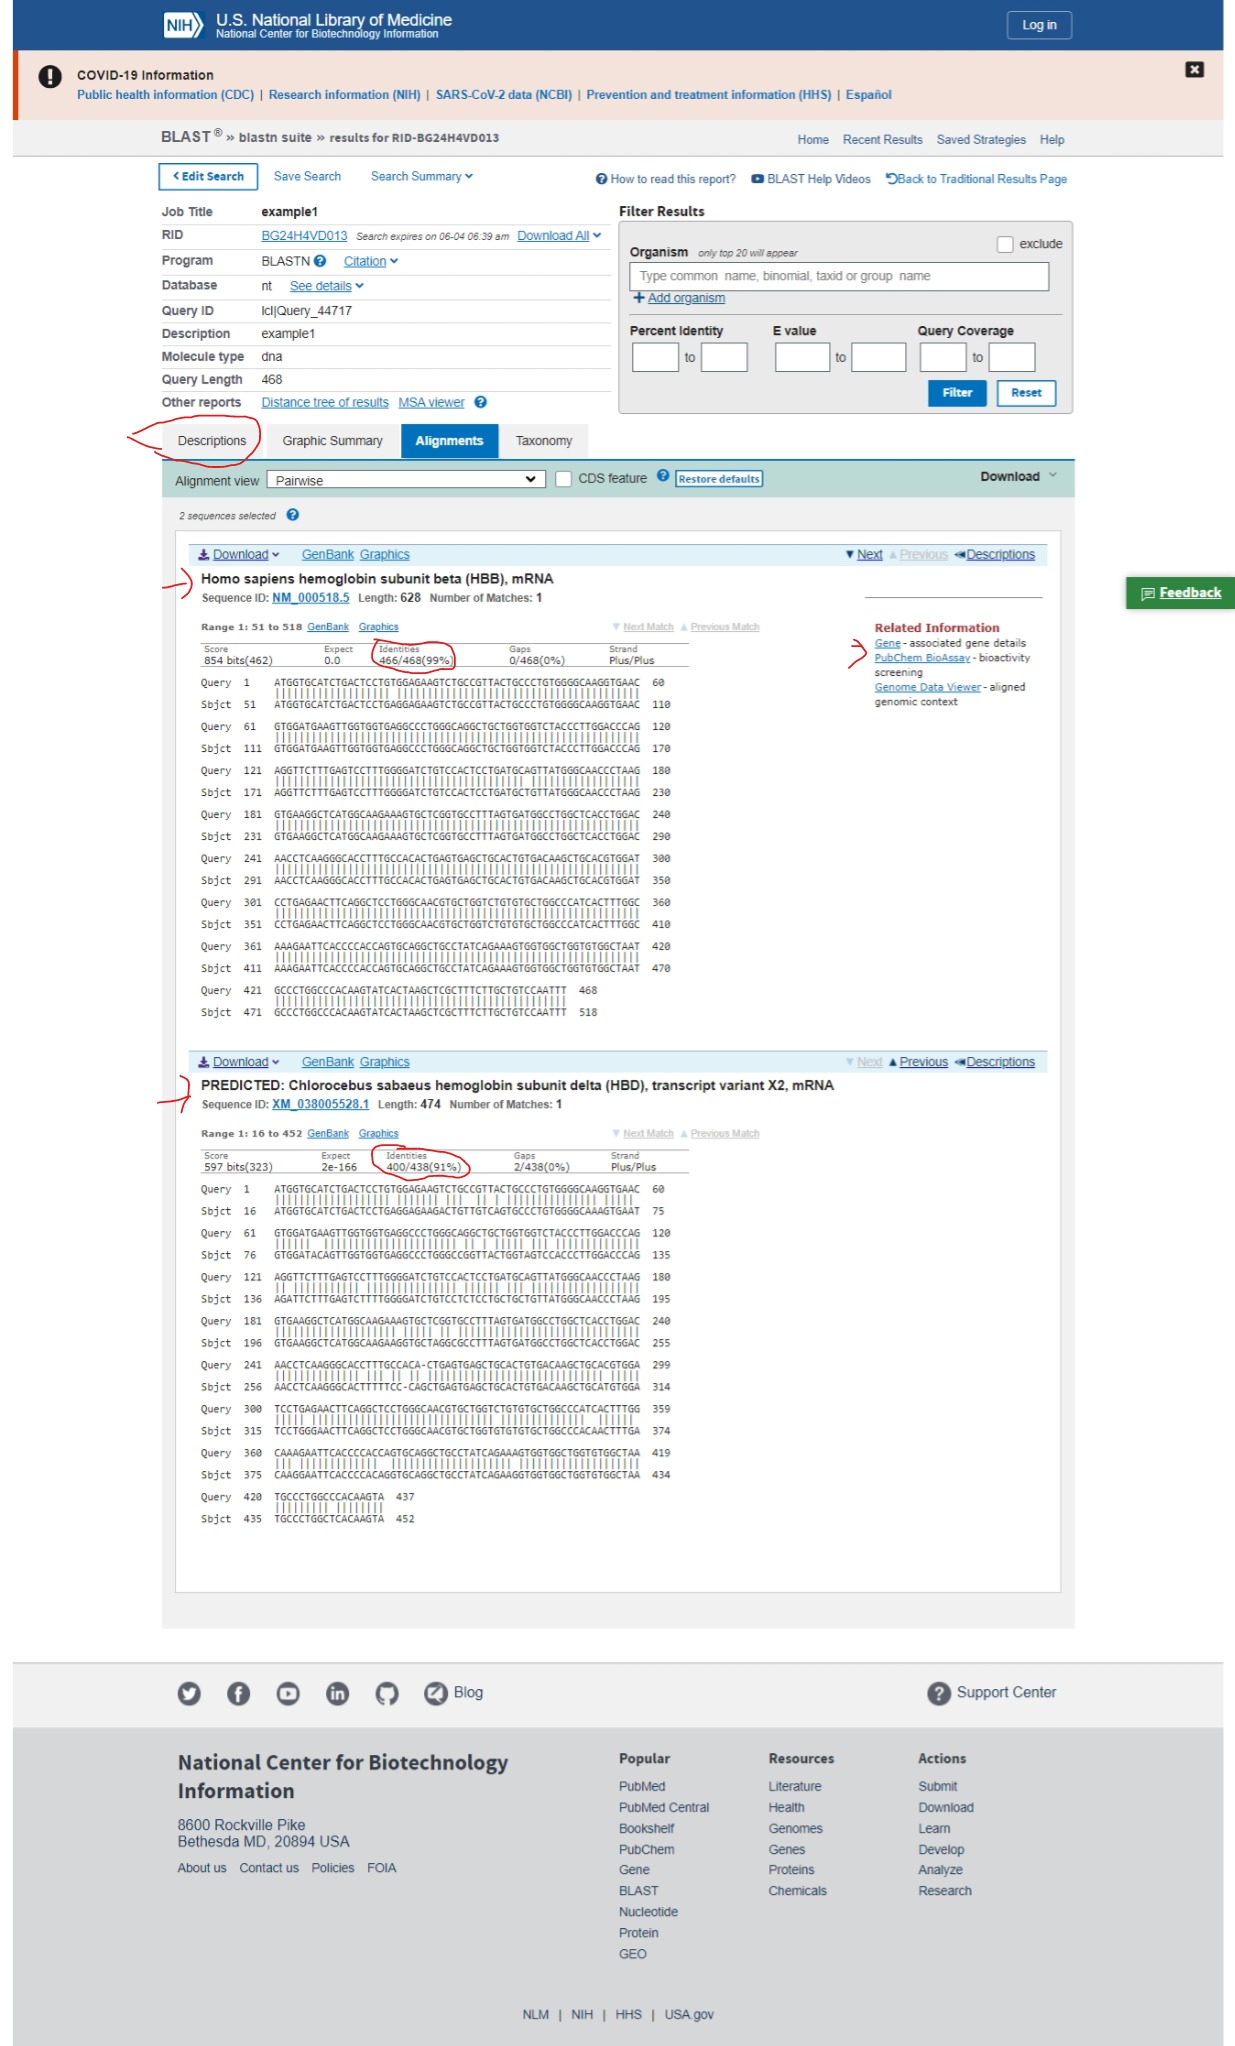 NIH U.S. National Library of Medicine
National Center for Biotechnology Information
Log in
COVID-19 Information
Public health information (CDC) | Research information (NIH) | SARS-CoV-2 data (NCBI) | Prevention and treatment information (HHS) | Español
BLAST ® » blastn suite » results for RID-BG24H4VD013
Home Recent Results Saved Strategies Help
< Edit Search Save Search Search Summary
How to read this report? BLAST Help Videos Back to Traditional Results Page
Job Title example1
RID BG24H4VD013 Search expires on 06-04 06:39 am Download All
Program BLASTN Citation
Database nt See details
Query ID lcl|Query_44717
Description example1
Molecule type dna
Query Length 468
Other reports Distance tree of results MSA viewer
Filter Results
Organism only top 20 will appear exclude
Type common name, binomial, taxid or group name
+ Add organism
Percent Identity E value Query Coverage
to to to
Filter Reset
Descriptions Graphic Summary Alignments Taxonomy
Alignment view Pairwise CDS feature Restore defaults Download
2 sequences selected
Download GenBank Graphics Next Previous Descriptions
Homo sapiens hemoglobin subunit beta (HBB), mRNA
Sequence ID: NM_000518.5 Length: 628 Number of Matches: 1
Range 1: 51 to 518 GenBank Graphics Next Match Previous Match
Score Expect Identities Gaps Strand
854 bits(462) 0.0 466/468(99%) 0/468(0%) Plus/Plus
Query 1 ATGGTGCATCTGACTCCTGTGGAGAAGTCTGCCGTTACTGCCCTGTGGGGCAAGGTGAAC 60
Sbjct 51 ATGGTGCATCTGACTCCTGAGGAGAAGTCTGCCGTTACTGCCCTGTGGGGCAAGGTGAAC 110
Query 61 GTGGATGAAGTTGGTGGTGAGGCCCTGGGCAGGCTGCTGGTGGTCTACCCTTGGACCCAG 120
Sbjct 111 GTGGATGAAGTTGGTGGTGAGGCCCTGGGCAGGCTGCTGGTGGTCTACCCTTGGACCCAG 170
Query 121 AGGTTCTTTGAGTCCTTTGGGGATCTGTCCACTCCTGATGCAGTTATGGGCAACCCTAAG 180
Sbjct 171 AGGTTCTTTGAGTCCTTTGGGGATCTGTCCACTCCTGATGCTGTTATGGGCAACCCTAAG 230
Query 181 GTGAAGGCTCATGGCAAGAAAGTGCTCGGTGCCTTTAGTGATGGCCTGGCTCACCTGGAC 240
Sbjct 231 GTGAAGGCTCATGGCAAGAAAGTGCTCGGTGCCTTTAGTGATGGCCTGGCTCACCTGGAC 290
Query 241 AACCTCAAGGGCACCTTTGCCACACTGAGTGAGCTGCACTGTGACAAGCTGCACGTGGAT 300
Sbjct 291 AACCTCAAGGGCACCTTTGCCACACTGAGTGAGCTGCACTGTGACAAGCTGCACGTGGAT 350
Query 301 CCTGAGAACTTCAGGCTCCTGGGCAACGTGCTGGTCTGTGTGCTGGCCCATCACTTTGGC 360
Sbjct 351 CCTGAGAACTTCAGGCTCCTGGGCAACGTGCTGGTCTGTGTGCTGGCCCATCACTTTGGC 410
Query 361 AAAGAATTCACCCCACCAGTGCAGGCTGCCTATCAGAAAGTGGTGGCTGGTGTGGCTAAT 420
Sbjct 411 AAAGAATTCACCCCACCAGTGCAGGCTGCCTATCAGAAAGTGGTGGCTGGTGTGGCTAAT 470
Query 421 GCCCTGGCCCACAAGTATCACTAAGCTCGCTTTCTTGCTGTCCAATTT 468
Sbjct 471 GCCCTGGCCCACAAGTATCACTAAGCTCGCTTTCTTGCTGTCCAATTT 518
Related Information
Gene - associated gene details
PubChem BioAssay - bioactivity
screening
Genome Data Viewer - aligned
genomic context
Feedback
Download GenBank Graphics Next Previous Descriptions
PREDICTED: Chlorocebus sabaeus hemoglobin subunit delta (HBD), transcript variant X2, mRNA
Sequence ID: XM_038005528.1 Length: 474 Number of Matches: 1
Range 1: 16 to 452 GenBank Graphics Next Match Previous Match
Score Expect Identities Gaps Strand
597 bits(323) 2e-166 400/438(91%) 2/438(0%) Plus/Plus
Query 1 ATGGTGCATCTGACTCCTGTGGAGAAGTCTGCCGTTACTGCCCTGTGGGGCAAGGTGAAC 60
Sbjct 16 ATGGTGCATCTGACTCCTGAGGAGAAGACTGTTGTCAGTGCCCTGTGGGGCAAAGTGAAT 75
Query 61 GTGGATGAAGTTGGTGGTGAGGCCCTGGGCAGGCTGCTGGTGGTCTACCCTTGGACCCAG 120
Sbjct 76 GTGGATACAGTTGGTGGTGAGGCCCTGGGCCGGTTACTGGTAGTCCACCCTTGGACCCAG 135
Query 121 AGGTTCTTTGAGTCCTTTGGGGATCTGTCCACTCCTGATGCAGTTATGGGCAACCCTAAG 180
Sbjct 136 AGATTCTTTGAGTCTTTTGGGGATCTGTCCTCTCCTGCTGCTGTTATGGGCAACCCTAAG 195
Query 181 GTGAAGGCTCATGGCAAGAAAGTGCTCGGTGCCTTTAGTGATGGCCTGGCTCACCTGGAC 240
Sbjct 196 GTGAAGGCTCATGGCAAGAAGGTGCTAGGCGCCTTTAGTGATGGCCTGGCTCACCTGGAC 255
Query 241 AACCTCAAGGGCACCTTTGCCACA-CTGAGTGAGCTGCACTGTGACAAGCTGCACGTGGA 299
Sbjct 256 AACCTCAAGGGCACTTTTTCC-CAGCTGAGTGAGCTGCACTGTGACAAGCTGCATGTGGA 314
Query 300 TCCTGAGAACTTCAGGCTCCTGGGCAACGTGCTGGTCTGTGTGCTGGCCCATCACTTTGG 359
Sbjct 315 TCCTGGGAACTTCAGGCTCCTGGGCAACGTGCTGGTGTGTGTGCTGGCCCACAACTTTGA 374
Query 360 CAAAGAATTCACCCCACCAGTGCAGGCTGCCTATCAGAAAGTGGTGGCTGGTGTGGCTAA 419
Sbjct 375 CAAGGAATTCACCCCACAGGTGCAGGCTGCCTATCAGAAGGTGGTGGCTGGTGTGGCTAA 434
Query 420 TGCCCTGGCCCACAAGTA 437
Sbjct 435 TGCCCTGGCTCACAAGTA 452
Blog
Support Center
National Center for Biotechnology
Information
8600 Rockville Pike
Bethesda MD, 20894 USA
About us Contact us Policies FOIA
Popular
PubMed
PubMed Central
Bookshelf
PubChem
Gene
BLAST
Nucleotide
Protein
GEO
Resources
Literature
Health
Genomes
Genes
Proteins
Chemicals
Actions
Submit
Download
Learn
Develop
Analyze
Research
NLM | NIH | HHS | USA.gov